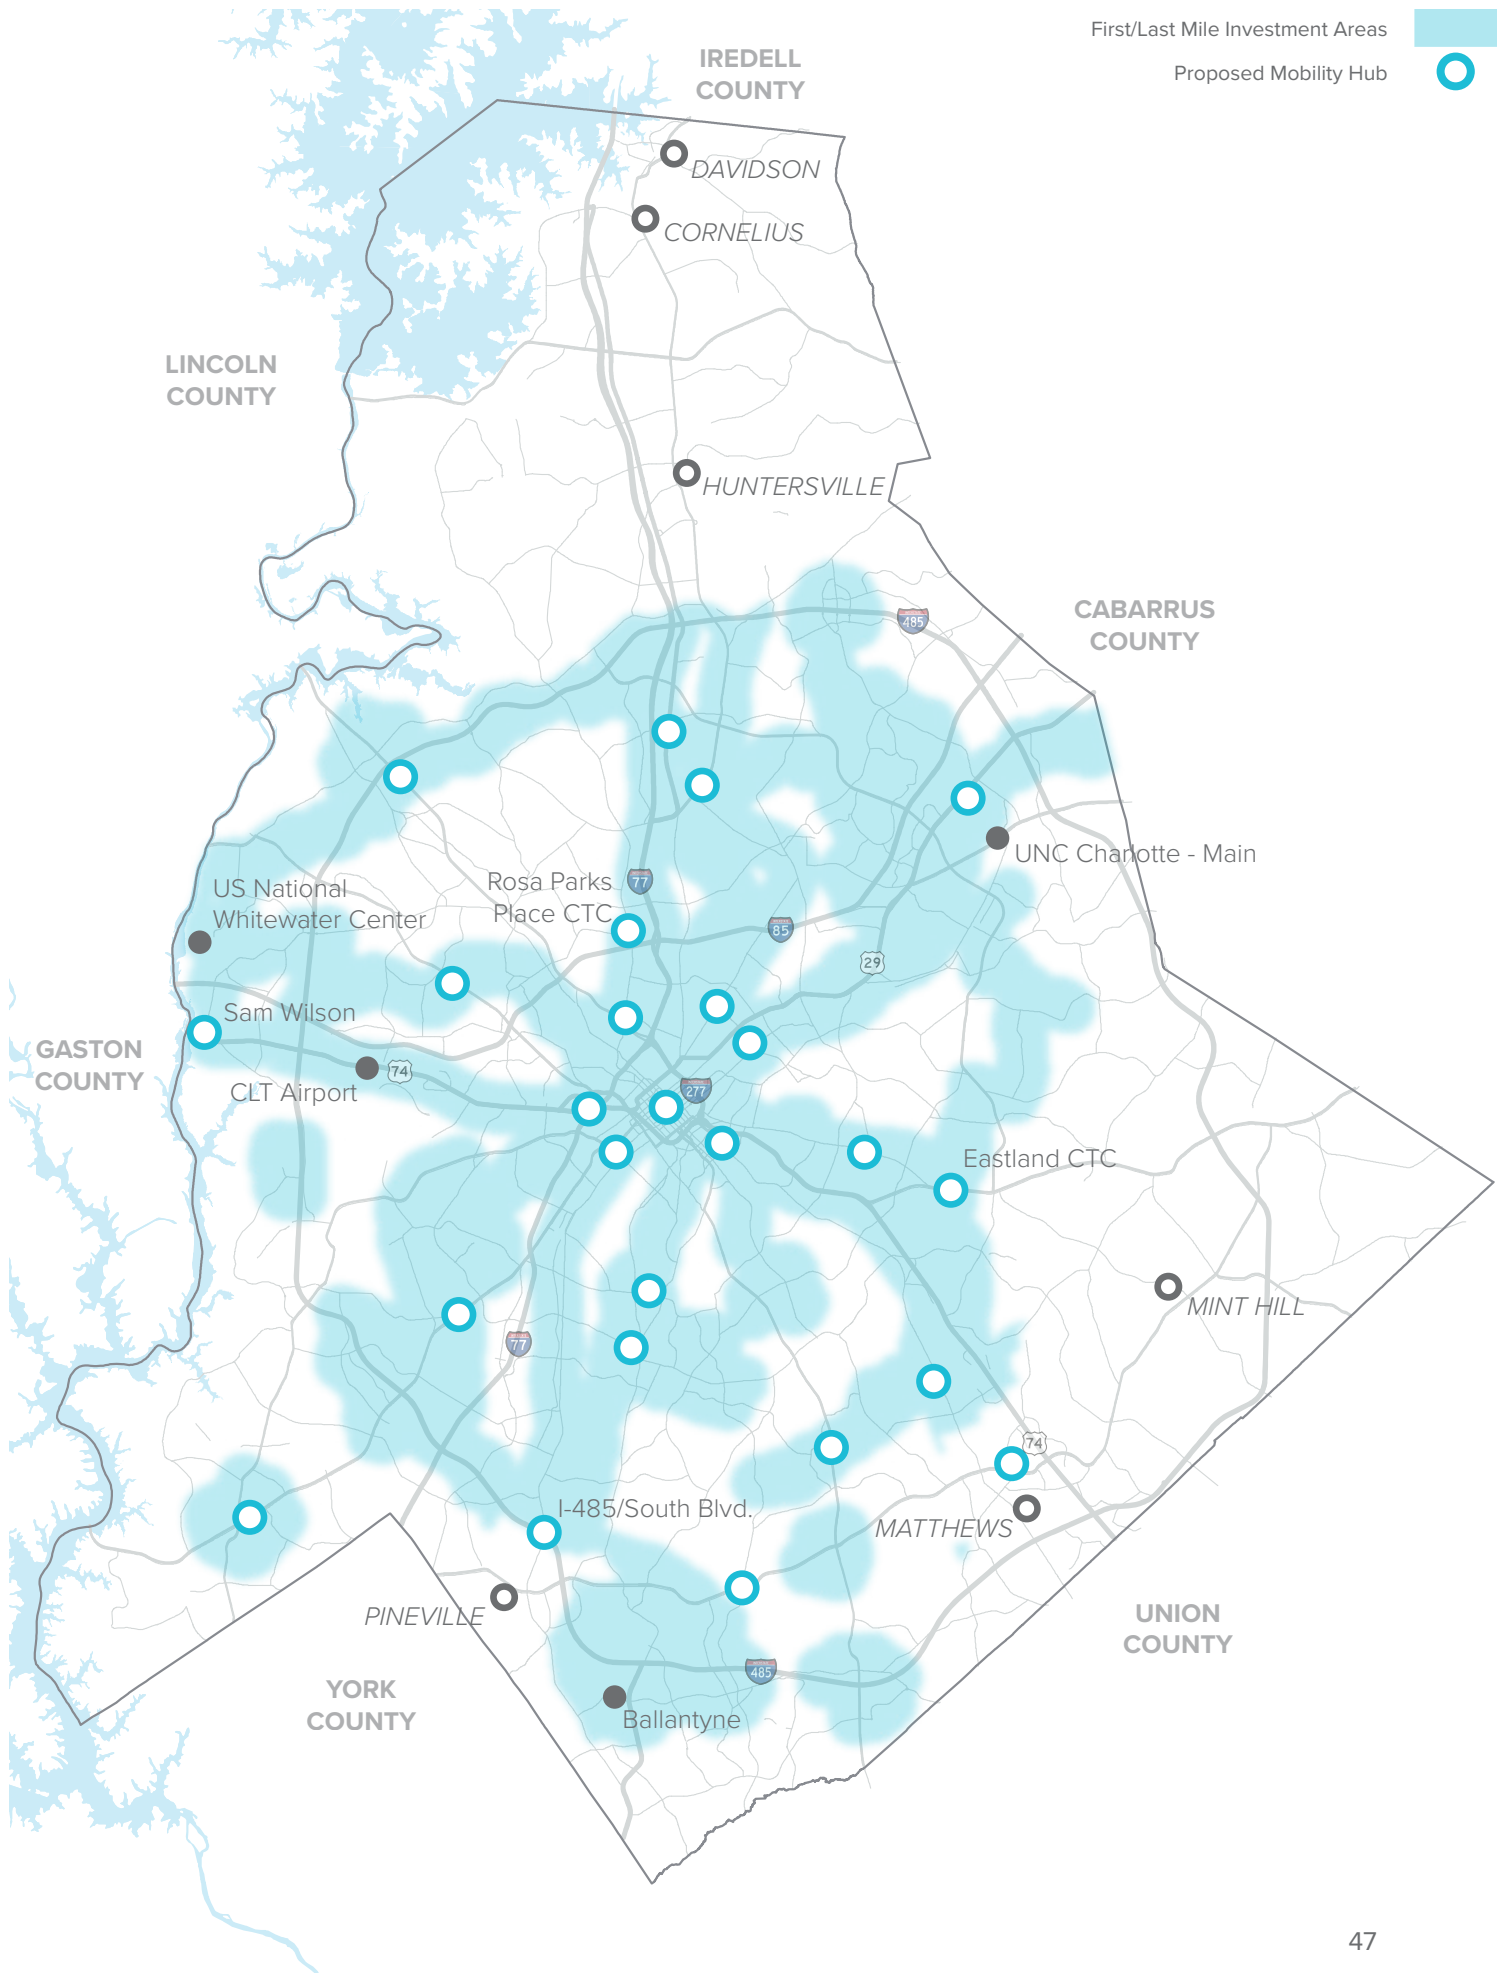 First/Last Mile Investment Areas
Proposed Mobility Hub
IREDELL
COUNTY
DAVIDSON
CORNELIUS
LINCOLN
COUNTY
HUNTERSVILLE
485
CABARRUS
COUNTY
UNC Charlotte - Main
US National
Whitewater Center
Rosa Parks
Place CTC
77
85
29
Sam Wilson
GASTON
COUNTY
74
CLT Airport
277
Eastland CTC
MINT HILL
77
74
I-485/South Blvd.
MATTHEWS
PINEVILLE
UNION
COUNTY
485
YORK
COUNTY
Ballantyne
47